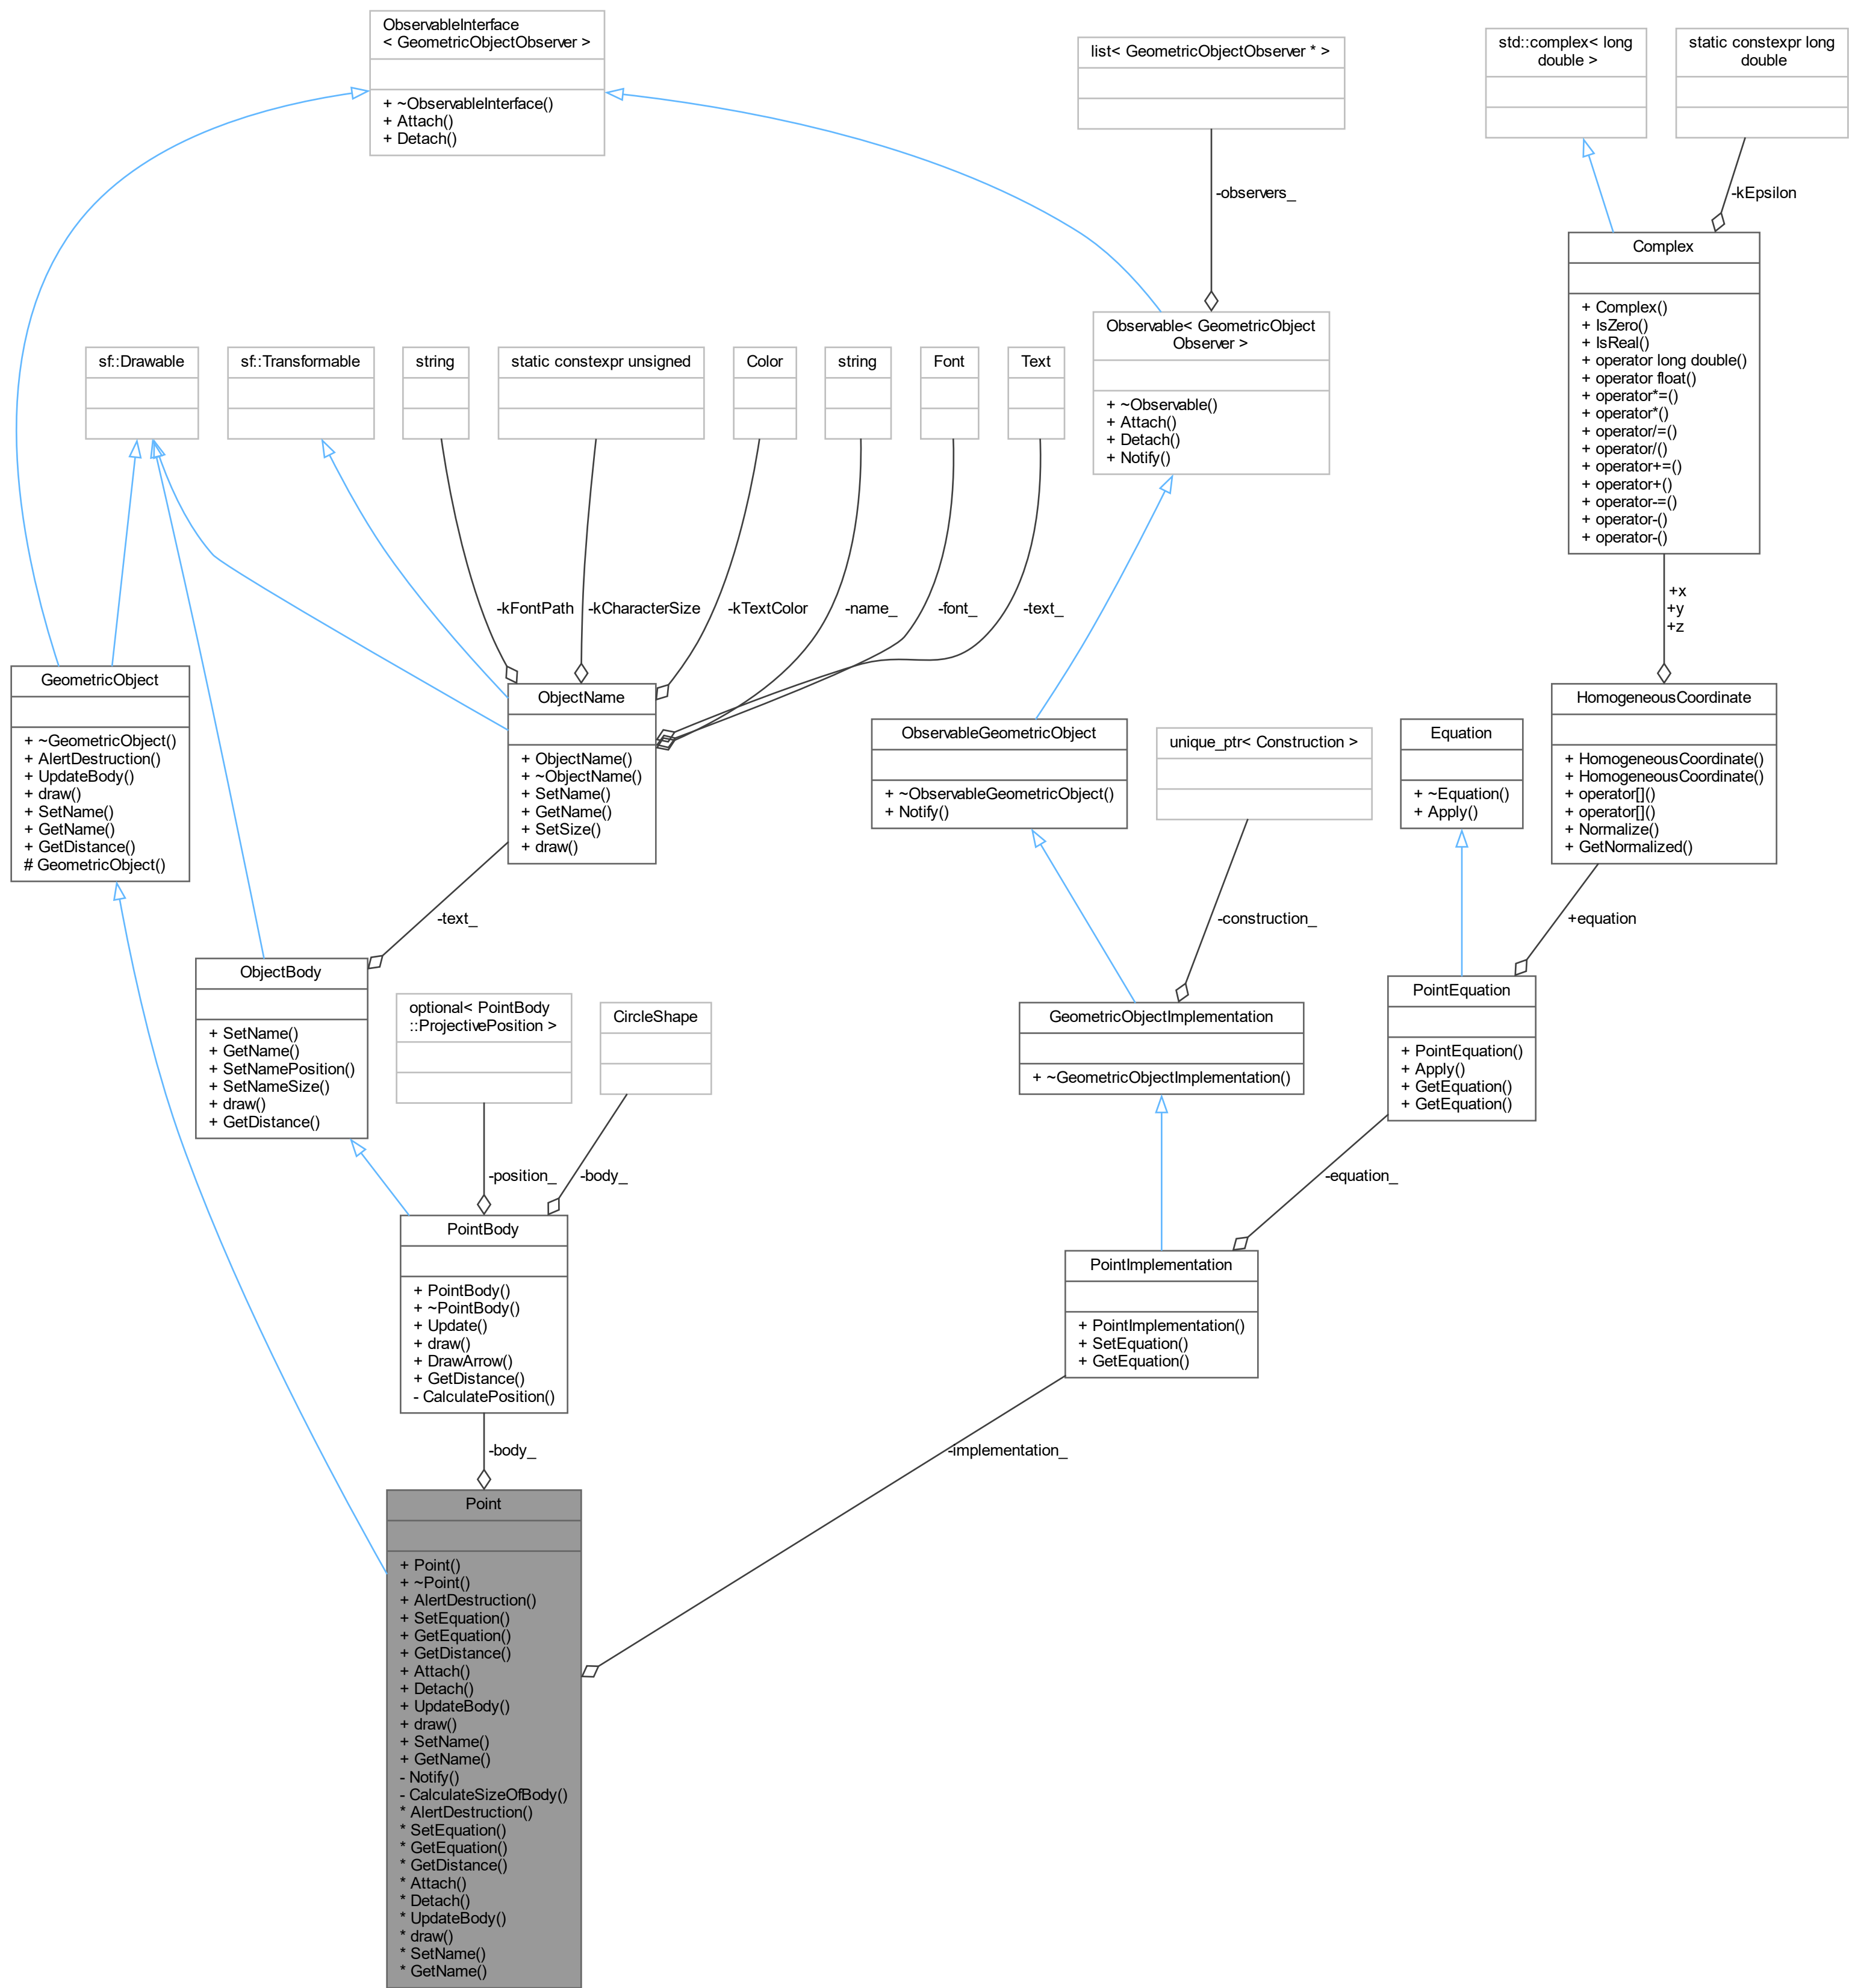 ObservableInterface
< GeometricObjectObserver >
+ ~ObservableInterface()
+ Attach()
+ Detach()
list< GeometricObjectObserver * >
std::complex< long
double >
static constexpr long
double
-observers_
-kEpsilon
Complex
+ Complex()
+ IsZero()
+ IsReal()
+ operator long double()
+ operator float()
+ operator*=()
+ operator*()
+ operator/=()
+ operator/()
+ operator+=()
+ operator+()
+ operator-=()
+ operator-()
+ operator-()
Observable< GeometricObject
Observer >
+ ~Observable()
+ Attach()
+ Detach()
+ Notify()
sf::Drawable
sf::Transformable
string
static constexpr unsigned
Color
string
Font
Text
-kFontPath
-kCharacterSize
-kTextColor
-name_
-font_
-text_
+x
+y
+z
GeometricObject
+ ~GeometricObject()
+ AlertDestruction()
+ UpdateBody()
+ draw()
+ SetName()
+ GetName()
+ GetDistance()
# GeometricObject()
ObjectName
+ ObjectName()
+ ~ObjectName()
+ SetName()
+ GetName()
+ SetSize()
+ draw()
ObservableGeometricObject
+ ~ObservableGeometricObject()
+ Notify()
unique_ptr< Construction >
Equation
+ ~Equation()
+ Apply()
HomogeneousCoordinate
+ HomogeneousCoordinate()
+ HomogeneousCoordinate()
+ operator[]()
+ operator[]()
+ Normalize()
+ GetNormalized()
-text_
-construction_
+equation
ObjectBody
+ SetName()
+ GetName()
+ SetNamePosition()
+ SetNameSize()
+ draw()
+ GetDistance()
optional< PointBody
::ProjectivePosition >
CircleShape
GeometricObjectImplementation
+ ~GeometricObjectImplementation()
PointEquation
+ PointEquation()
+ Apply()
+ GetEquation()
+ GetEquation()
-position_
-body_
-equation_
PointBody
+ PointBody()
+ ~PointBody()
+ Update()
+ draw()
+ DrawArrow()
+ GetDistance()
- CalculatePosition()
PointImplementation
+ PointImplementation()
+ SetEquation()
+ GetEquation()
-body_
-implementation_
Point
+ Point()
+ ~Point()
+ AlertDestruction()
+ SetEquation()
+ GetEquation()
+ GetDistance()
+ Attach()
+ Detach()
+ UpdateBody()
+ draw()
+ SetName()
+ GetName()
- Notify()
- CalculateSizeOfBody()
* AlertDestruction()
* SetEquation()
* GetEquation()
* GetDistance()
* Attach()
* Detach()
* UpdateBody()
* draw()
* SetName()
* GetName()